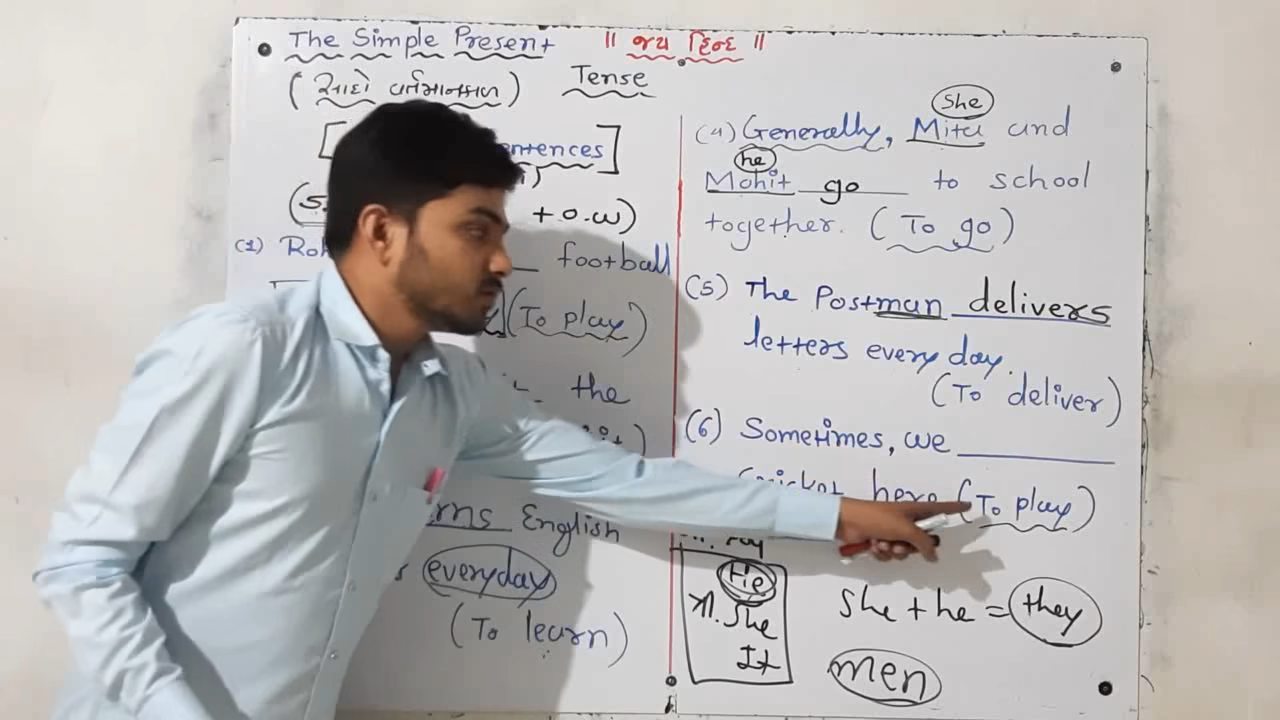 The Simple Present
|| જય હિન્દ ||
(સાદો વર્તમાનકાળ) Tense
entences]
(S. + o.w)
(1) football
(To play)
the
English
everyday
(To learn)
(4) Generally, Mita and
She
he
Mohit go to school
together. (To go)
(5) The Postman delivers
letters every day.
(To deliver)
(6) Sometimes, we
here (To play)
He
She
It
She + he = they
men